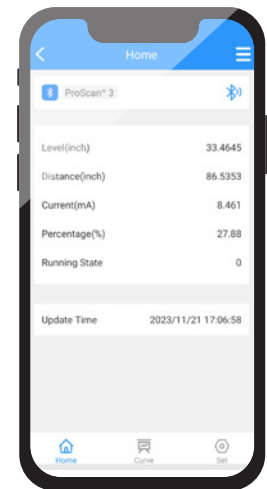 Home
ProScan® 3
Level(inch) 33.4645
Distance(inch) 86.5353
Current(mA) 8.461
Percentage(%) 27.88
Running State 0
Update Time 2023/11/21 17:06:58
Home Curve Set